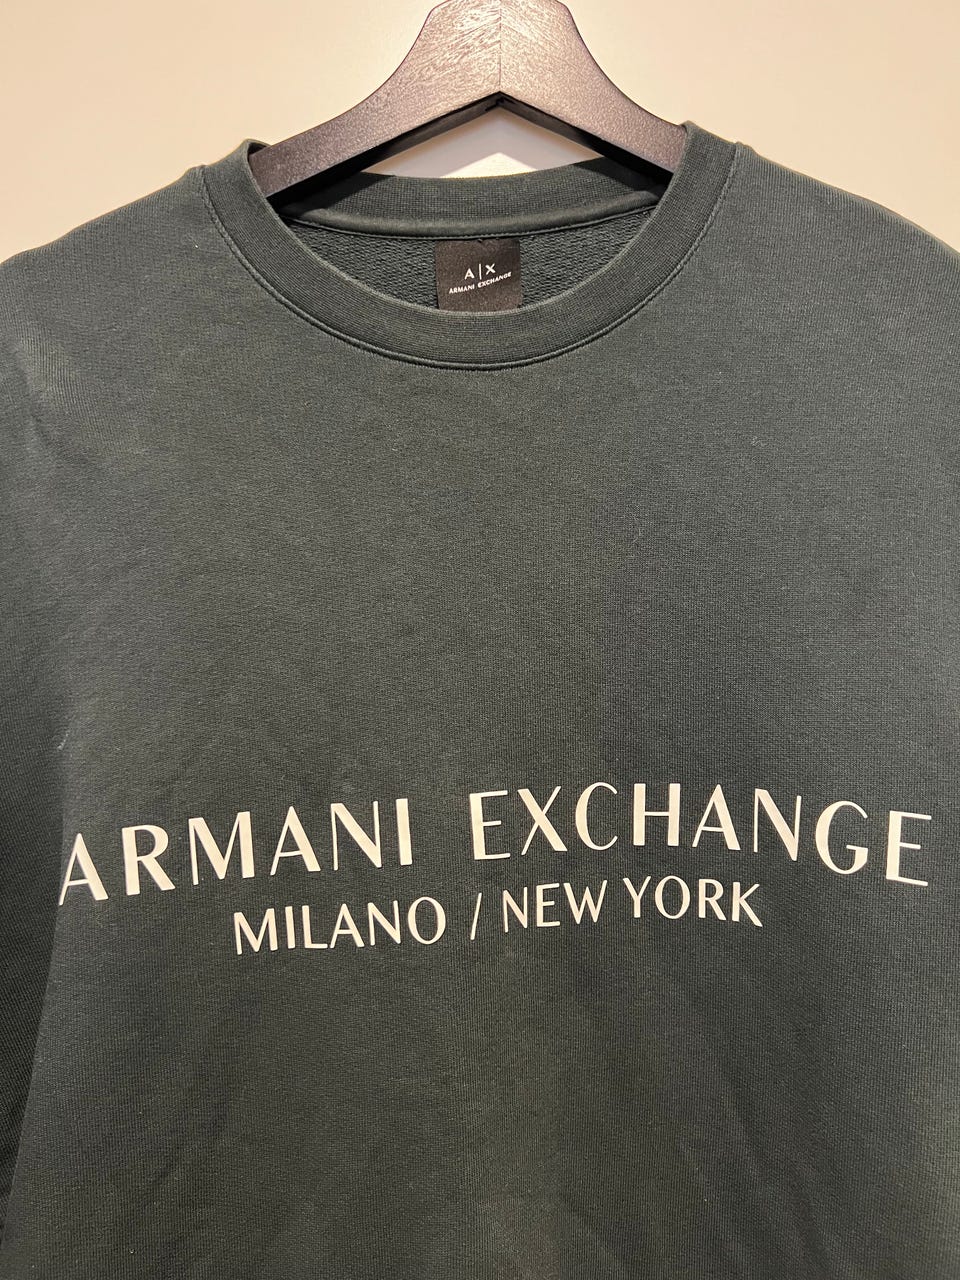 A|X
ARMANI EXCHANGE
ARMANI EXCHANGE
MILANO / NEW YORK